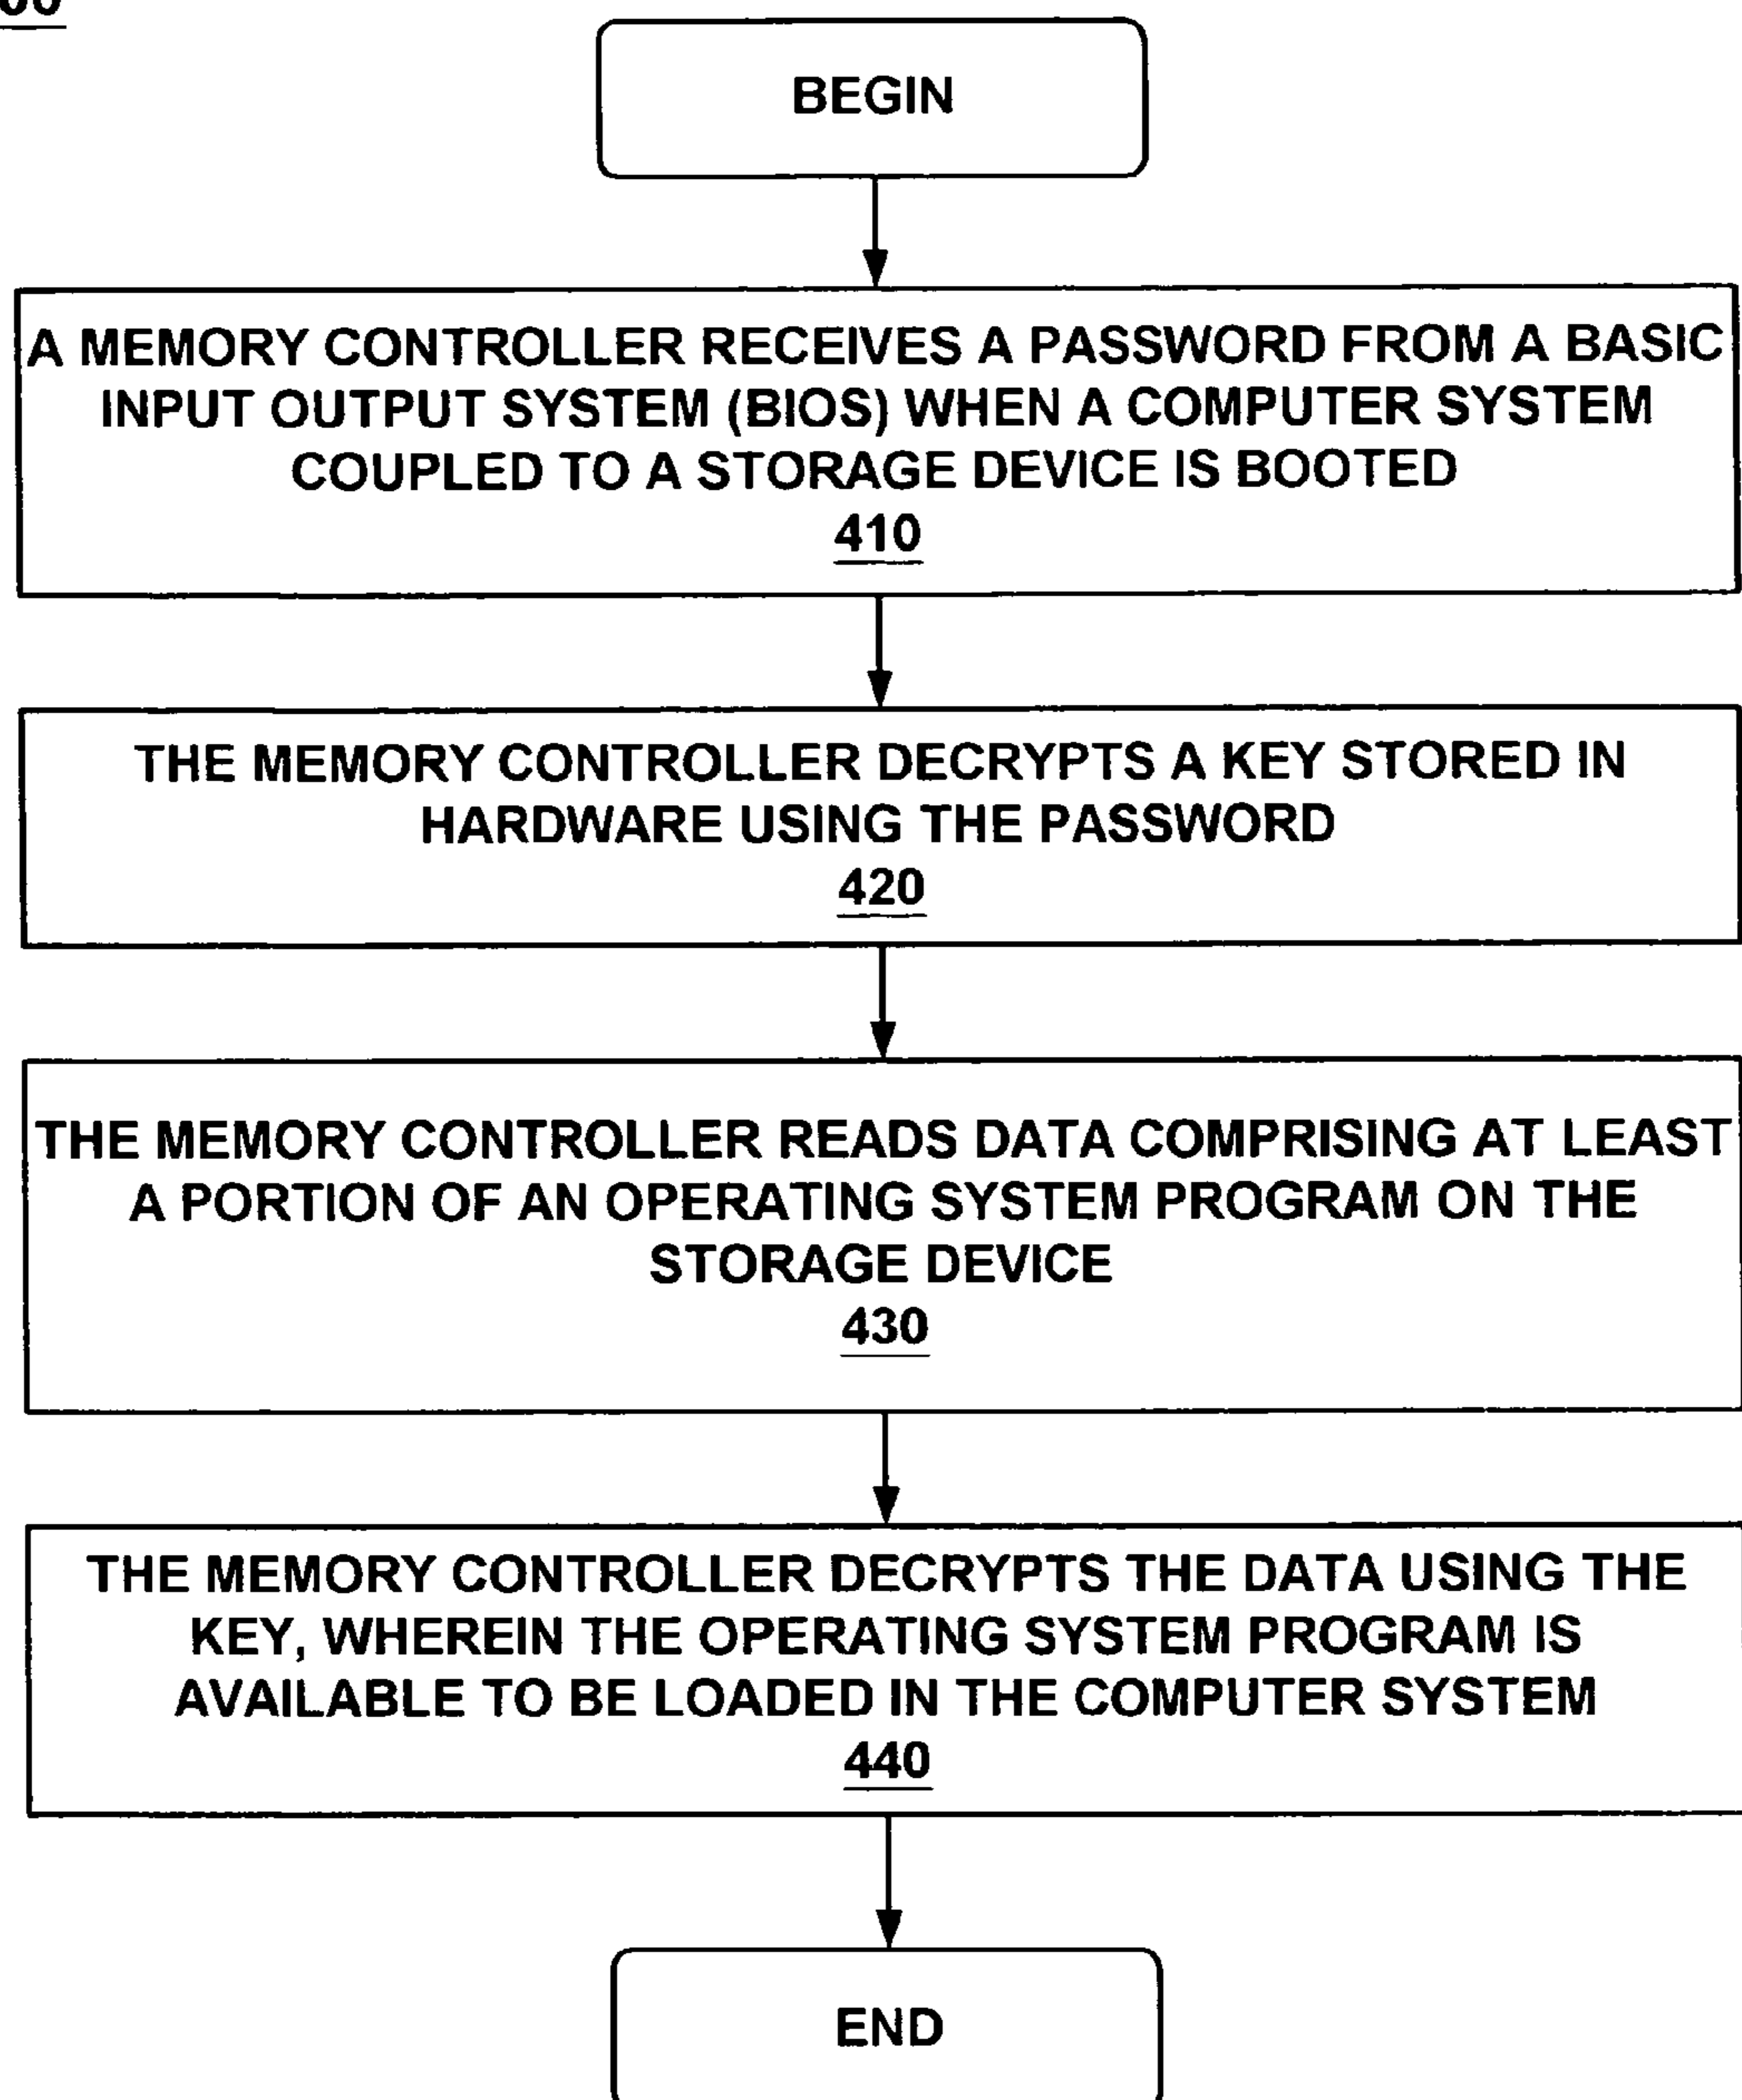 BEGIN
A MEMORY CONTROLLER RECEIVES A PASSWORD FROM A BASIC
INPUT OUTPUT SYSTEM (BIOS) WHEN A COMPUTER SYSTEM
COUPLED TO A STORAGE DEVICE IS BOOTED
410
THE MEMORY CONTROLLER DECRYPTS A KEY STORED IN
HARDWARE USING THE PASSWORD
420
THE MEMORY CONTROLLER READS DATA COMPRISING AT LEAST
A PORTION OF AN OPERATING SYSTEM PROGRAM ON THE
STORAGE DEVICE
430
THE MEMORY CONTROLLER DECRYPTS THE DATA USING THE
KEY, WHEREIN THE OPERATING SYSTEM PROGRAM IS
AVAILABLE TO BE LOADED IN THE COMPUTER SYSTEM
440
END